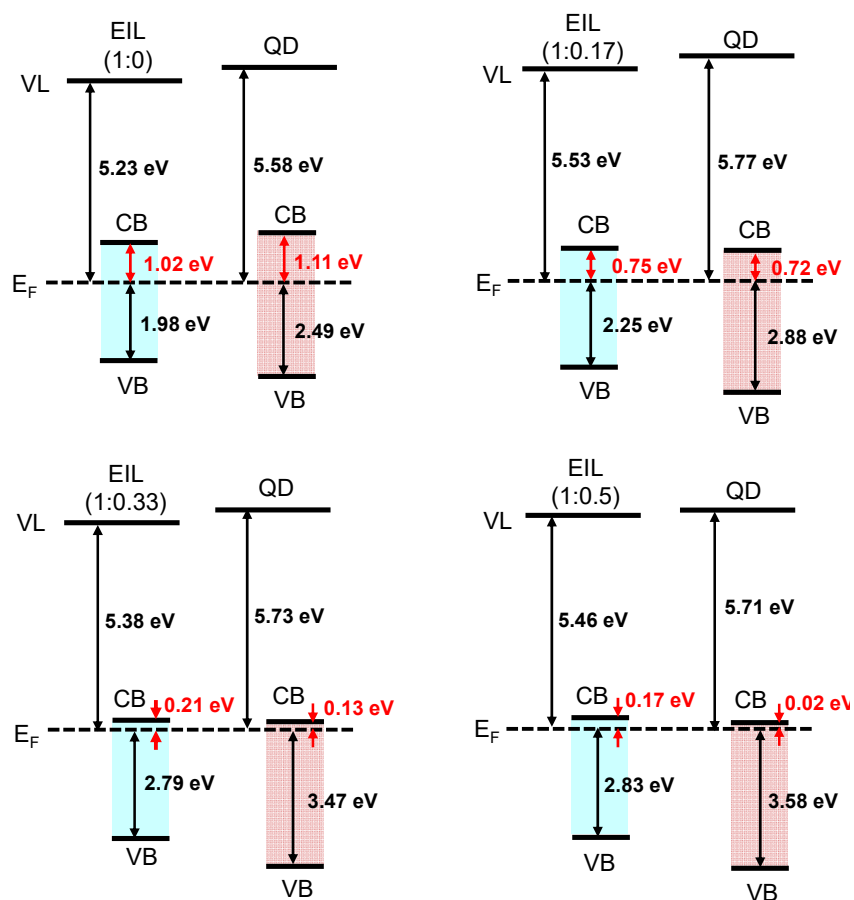 EIL
(1:0)
QD
VL
5.23 eV
5.58 eV
CB
CB
1.02 eV
1.11 eV
E_F
1.98 eV
2.49 eV
VB
VB
EIL
(1:0.17)
QD
VL
5.53 eV
5.77 eV
CB
CB
0.75 eV
0.72 eV
E_F
2.25 eV
2.88 eV
VB
VB
EIL
(1:0.33)
QD
VL
5.38 eV
5.73 eV
CB
0.21 eV
CB
0.13 eV
E_F
2.79 eV
3.47 eV
VB
VB
EIL
(1:0.5)
QD
VL
5.46 eV
5.71 eV
CB
0.17 eV
CB
0.02 eV
E_F
2.83 eV
3.58 eV
VB
VB